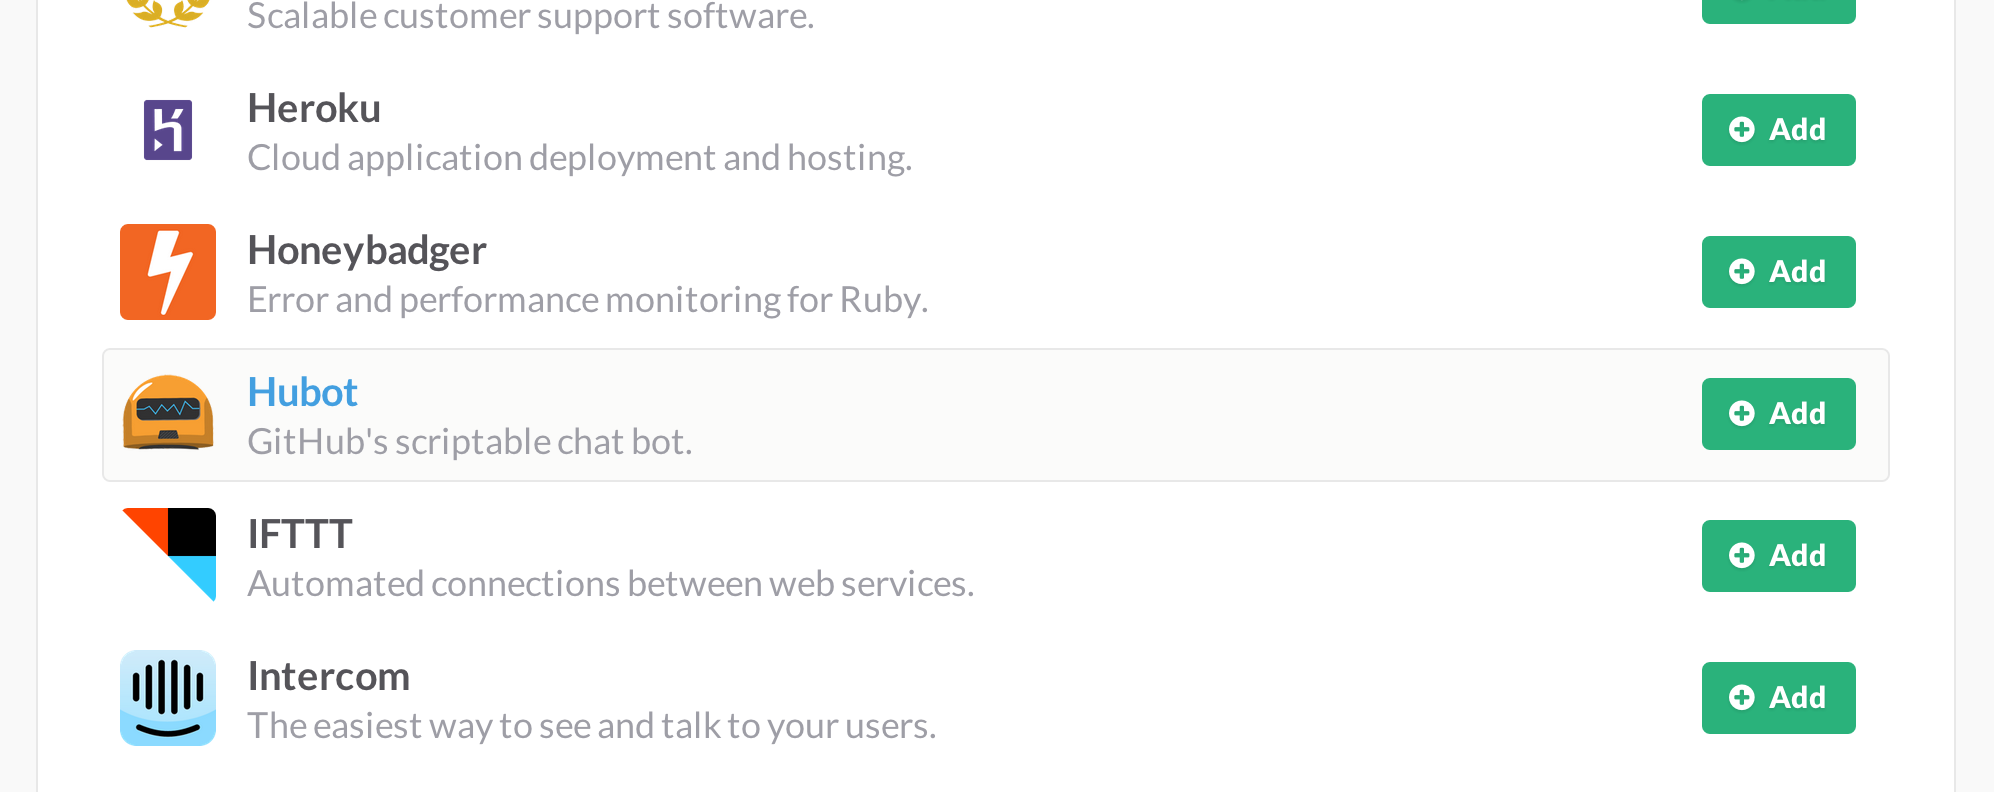 Scalable customer support software.
Heroku
Cloud application deployment and hosting.
Add
Honeybadger
Error and performance monitoring for Ruby.
Add
Hubot
GitHub's scriptable chat bot.
Add
IFTTT
Automated connections between web services.
Add
Intercom
The easiest way to see and talk to your users.
Add